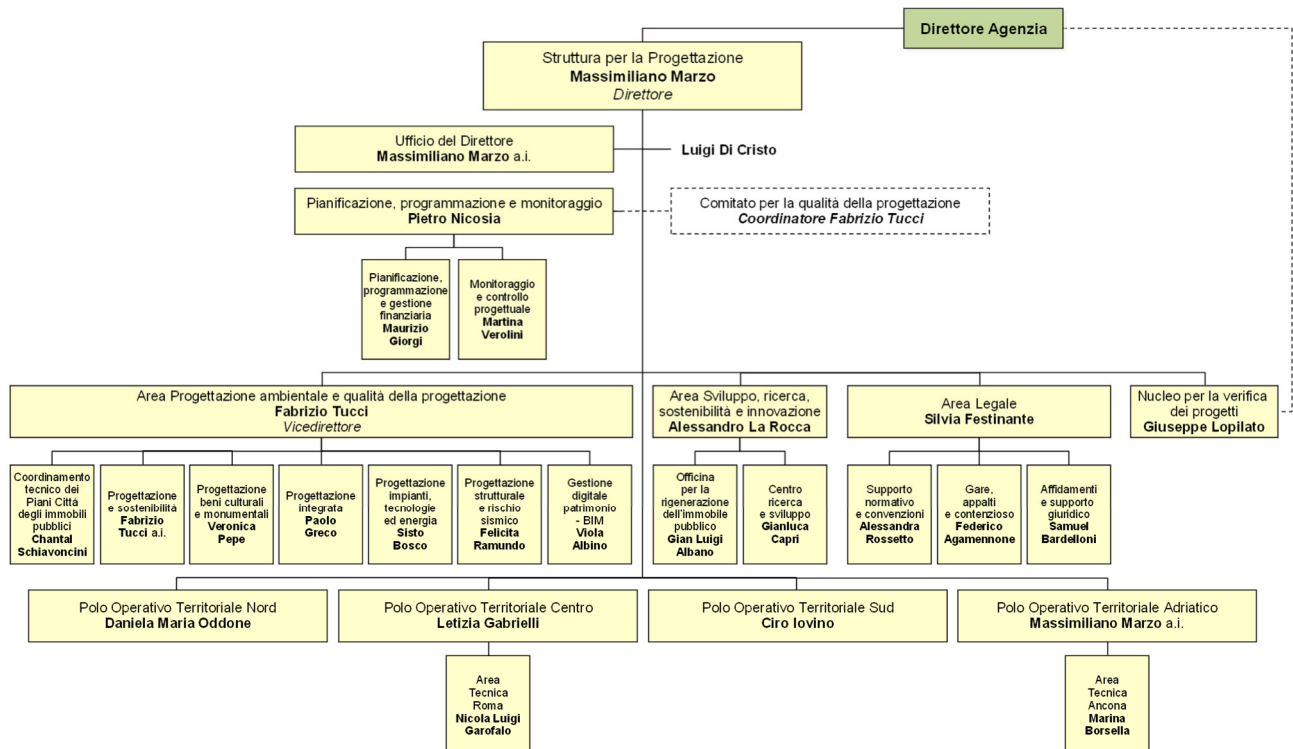 Direttore Agenzia
Struttura per la Progettazione
Massimiliano Marzo
Direttore
Ufficio del Direttore
Massimiliano Marzo a.i.
Luigi Di Cristo
Pianificazione, programmazione e monitoraggio
Pietro Nicosia
Comitato per la qualità della progettazione
Coordinatore Fabrizio Tucci
Pianificazione,
programmazione
e gestione
finanziaria
Maurizio
Giorgi
Monitoraggio
e controllo
progettuale
Martina
Verolini
Area Progettazione ambientale e qualità della progettazione
Fabrizio Tucci
Vicedirettore
Area Sviluppo, ricerca,
sostenibilità e innovazione
Alessandro La Rocca
Area Legale
Silvia Festinante
Nucleo per la verifica
dei progetti
Giuseppe Lopilato
Coordinamento
tecnico dei
Piani Città
degli immobili
pubblici
Chantal
Schiavoncini
Progettazione
e sostenibilità
Fabrizio
Tucci a.i.
Progettazione
beni culturali
e monumentali
Veronica
Pepe
Progettazione
integrata
Paolo
Greco
Progettazione
impianti,
tecnologie
ed energia
Sisto
Bosco
Progettazione
strutturale
e rischio
sismico
Felicita
Ramundo
Gestione
digitale
patrimonio
- BIM
Viola
Albino
Officina
per la
rigenerazione
dell'immobile
pubblico
Gian Luigi
Albano
Centro
ricerca
e sviluppo
Gianluca
Capri
Supporto
normativo
e convenzioni
Alessandra
Rossetto
Gare,
appalti
e contenzioso
Federico
Agamennone
Affidamenti
e supporto
giuridico
Samuel
Bardelloni
Polo Operativo Territoriale Nord
Daniela Maria Oddone
Polo Operativo Territoriale Centro
Letizia Gabrielli
Polo Operativo Territoriale Sud
Ciro Iovino
Polo Operativo Territoriale Adriatico
Massimiliano Marzo a.i.
Area
Tecnica
Roma
Nicola Luigi
Garofalo
Area
Tecnica
Ancona
Marina
Borsella